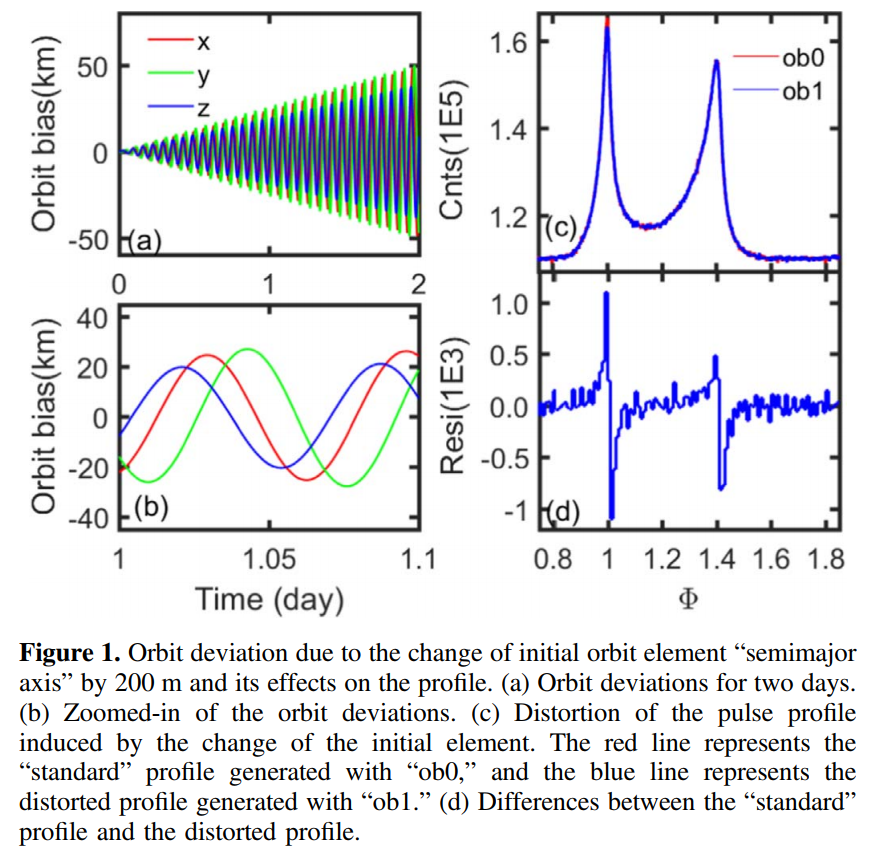 Orbit bias(km)
50
0
-50
x
y
z
(a)
0
1
2
Orbit bias(km)
40
20
0
-20
-40
(b)
1
1.05
1.1
Time (day)
Cnts(1E5)
1.6
1.4
1.2
ob0
ob1
(c)
Resi(1E3)
1.0
0.5
0.0
-0.5
-1
(d)
0.8
1
1.2
1.4
1.6
1.8
Φ
Figure 1. Orbit deviation due to the change of initial orbit element “semimajor
axis” by 200 m and its effects on the profile. (a) Orbit deviations for two days.
(b) Zoomed-in of the orbit deviations. (c) Distortion of the pulse profile
induced by the change of the initial element. The red line represents the
“standard” profile generated with “ob0,” and the blue line represents the
distorted profile generated with “ob1.” (d) Differences between the “standard”
profile and the distorted profile.